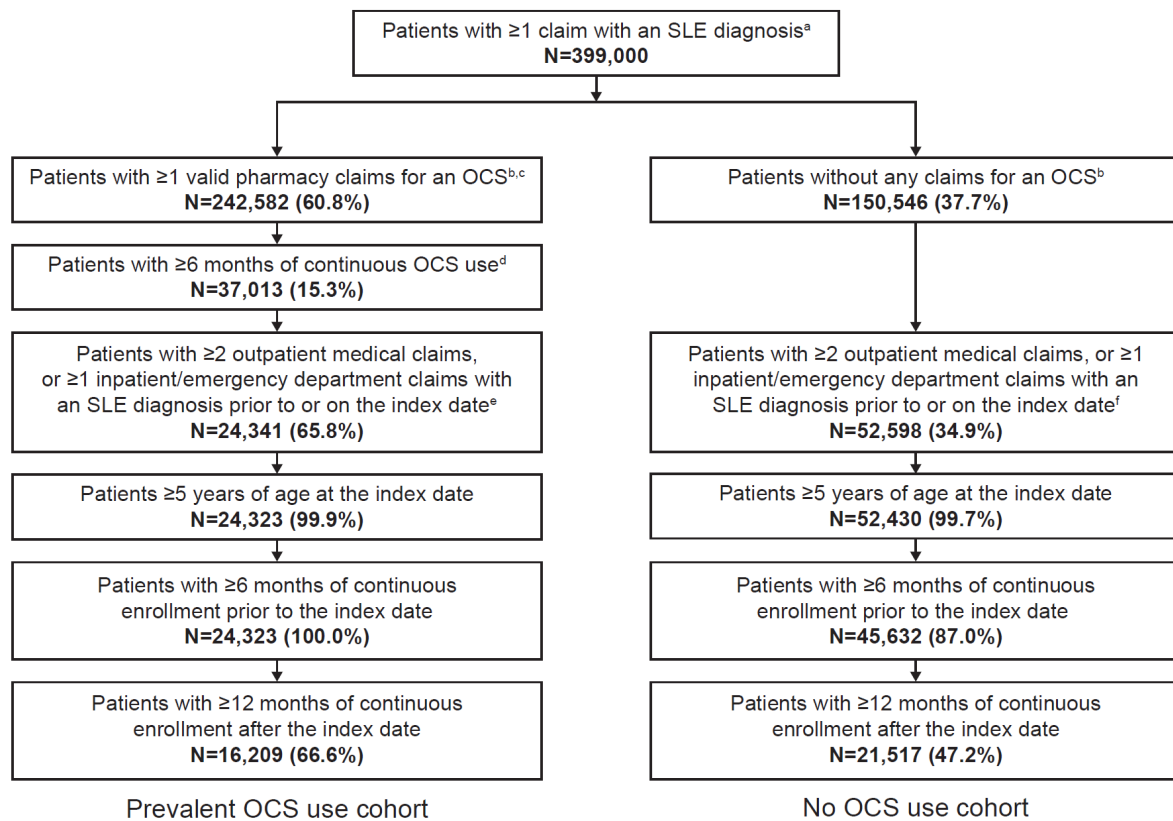 Patients with ≥1 claim with an SLE diagnosisᵃ
N=399,000
Patients with ≥1 valid pharmacy claims for an OCSᵇ,ᶜ
N=242,582 (60.8%)
Patients with ≥6 months of continuous OCS useᵈ
N=37,013 (15.3%)
Patients with ≥2 outpatient medical claims,
or ≥1 inpatient/emergency department claims with
an SLE diagnosis prior to or on the index dateᵉ
N=24,341 (65.8%)
Patients ≥5 years of age at the index date
N=24,323 (99.9%)
Patients with ≥6 months of continuous
enrollment prior to the index date
N=24,323 (100.0%)
Patients with ≥12 months of continuous
enrollment after the index date
N=16,209 (66.6%)
Prevalent OCS use cohort
Patients without any claims for an OCSᵇ
N=150,546 (37.7%)
Patients with ≥2 outpatient medical claims, or ≥1
inpatient/emergency department claims with an
SLE diagnosis prior to or on the index dateᶠ
N=52,598 (34.9%)
Patients ≥5 years of age at the index date
N=52,430 (99.7%)
Patients with ≥6 months of continuous
enrollment prior to the index date
N=45,632 (87.0%)
Patients with ≥12 months of continuous
enrollment after the index date
N=21,517 (47.2%)
No OCS use cohort